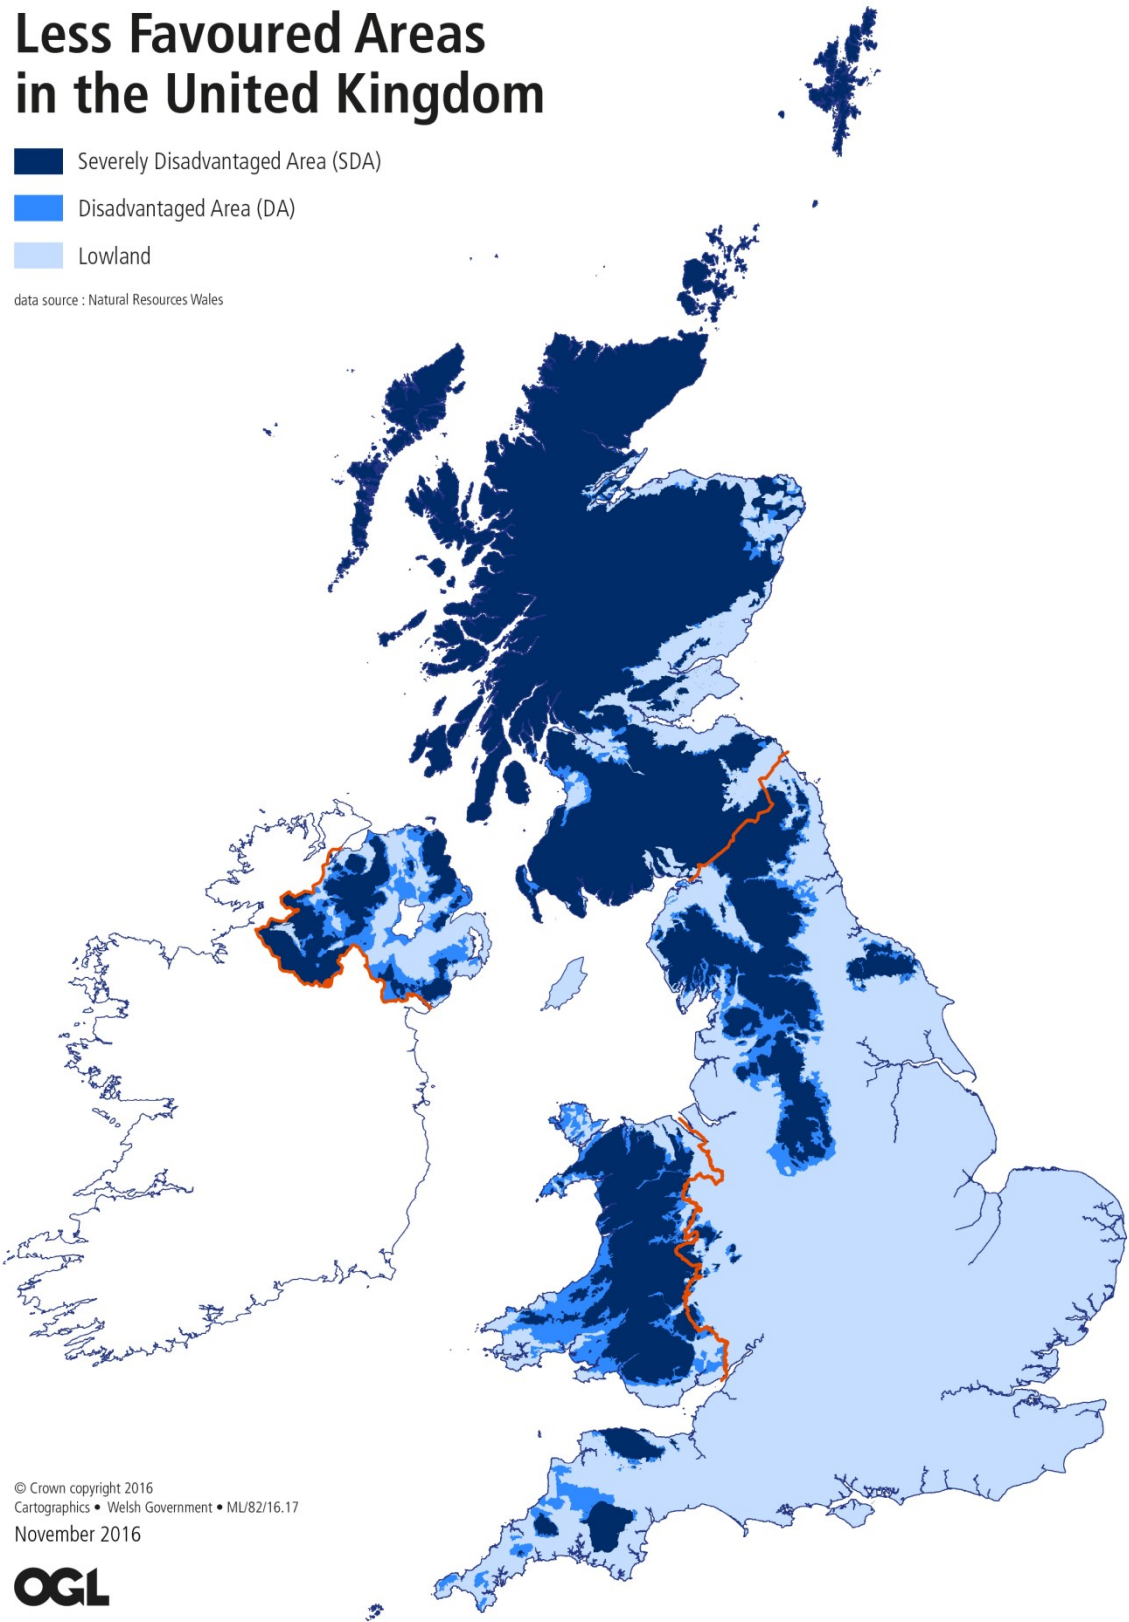 Less Favoured Areas
in the United Kingdom
Severely Disadvantaged Area (SDA)
Disadvantaged Area (DA)
Lowland
data source : Natural Resources Wales
© Crown copyright 2016
Cartographics • Welsh Government • ML/82/16.17
November 2016
OGL